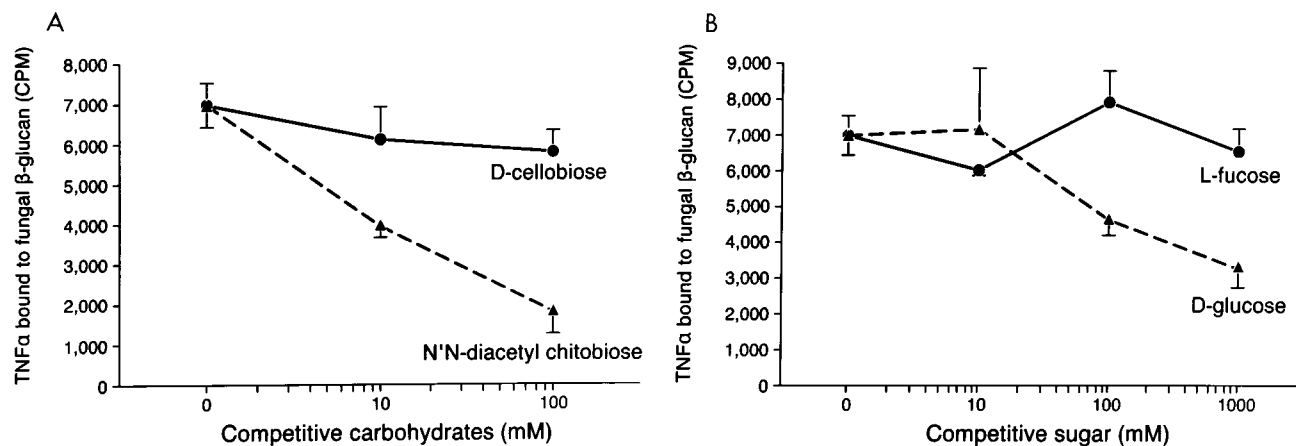 A
TNFα bound to fungal β-glucan (CPM)
8,000
7,000
6,000
5,000
4,000
3,000
2,000
1,000
0
D-cellobiose
N'N-diacetyl chitobiose
0 10 100
Competitive carbohydrates (mM)
B
TNFα bound to fungal β-glucan (CPM)
9,000
8,000
7,000
6,000
5,000
4,000
3,000
2,000
1,000
0
L-fucose
D-glucose
0 10 100 1000
Competitive sugar (mM)